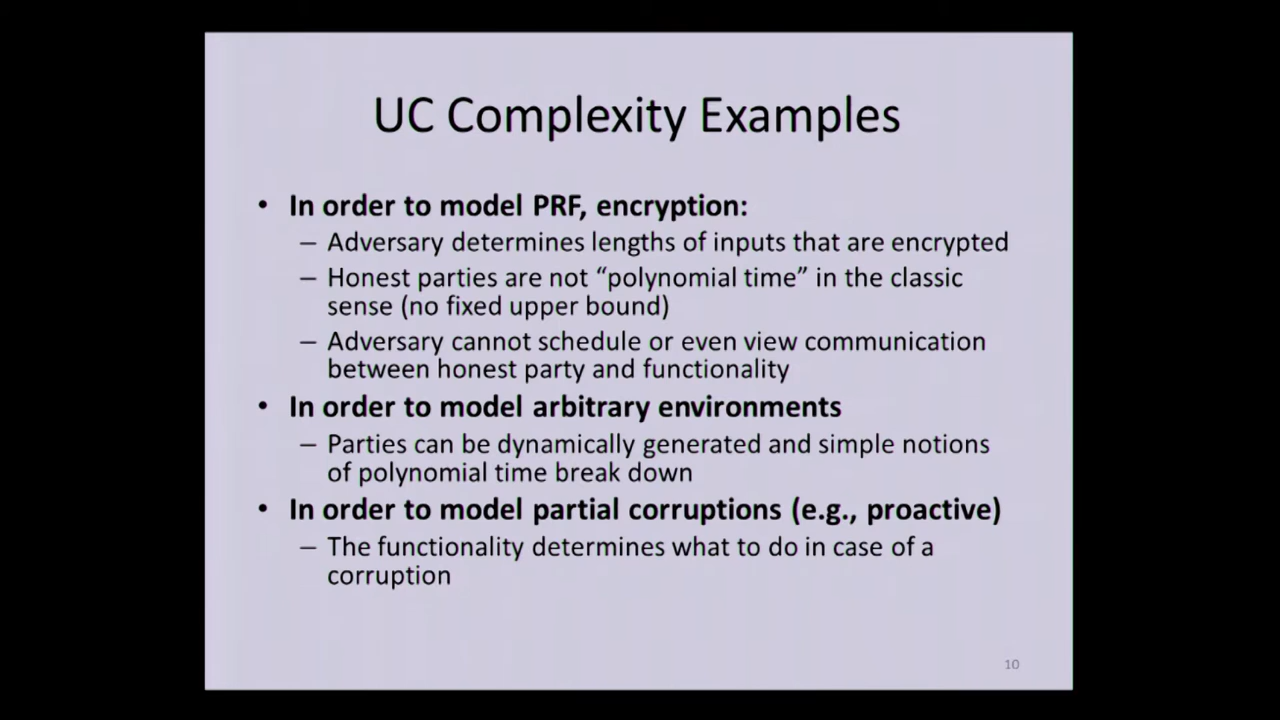 UC Complexity Examples
• In order to model PRF, encryption:
– Adversary determines lengths of inputs that are encrypted
– Honest parties are not “polynomial time” in the classic
sense (no fixed upper bound)
– Adversary cannot schedule or even view communication
between honest party and functionality
• In order to model arbitrary environments
– Parties can be dynamically generated and simple notions
of polynomial time break down
• In order to model partial corruptions (e.g., proactive)
– The functionality determines what to do in case of a
corruption
10